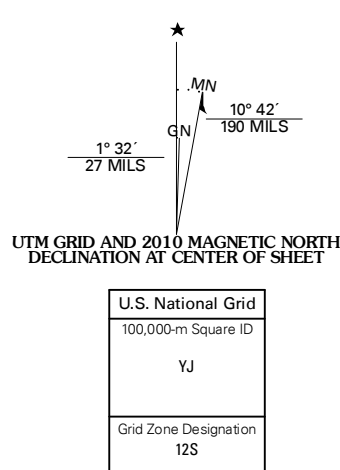 ★
MN
10° 42´
190 MILS
GN
1° 32´
27 MILS
UTM GRID AND 2010 MAGNETIC NORTH
DECLINATION AT CENTER OF SHEET
U.S. National Grid
100,000-m Square ID
YJ
Grid Zone Designation
12S